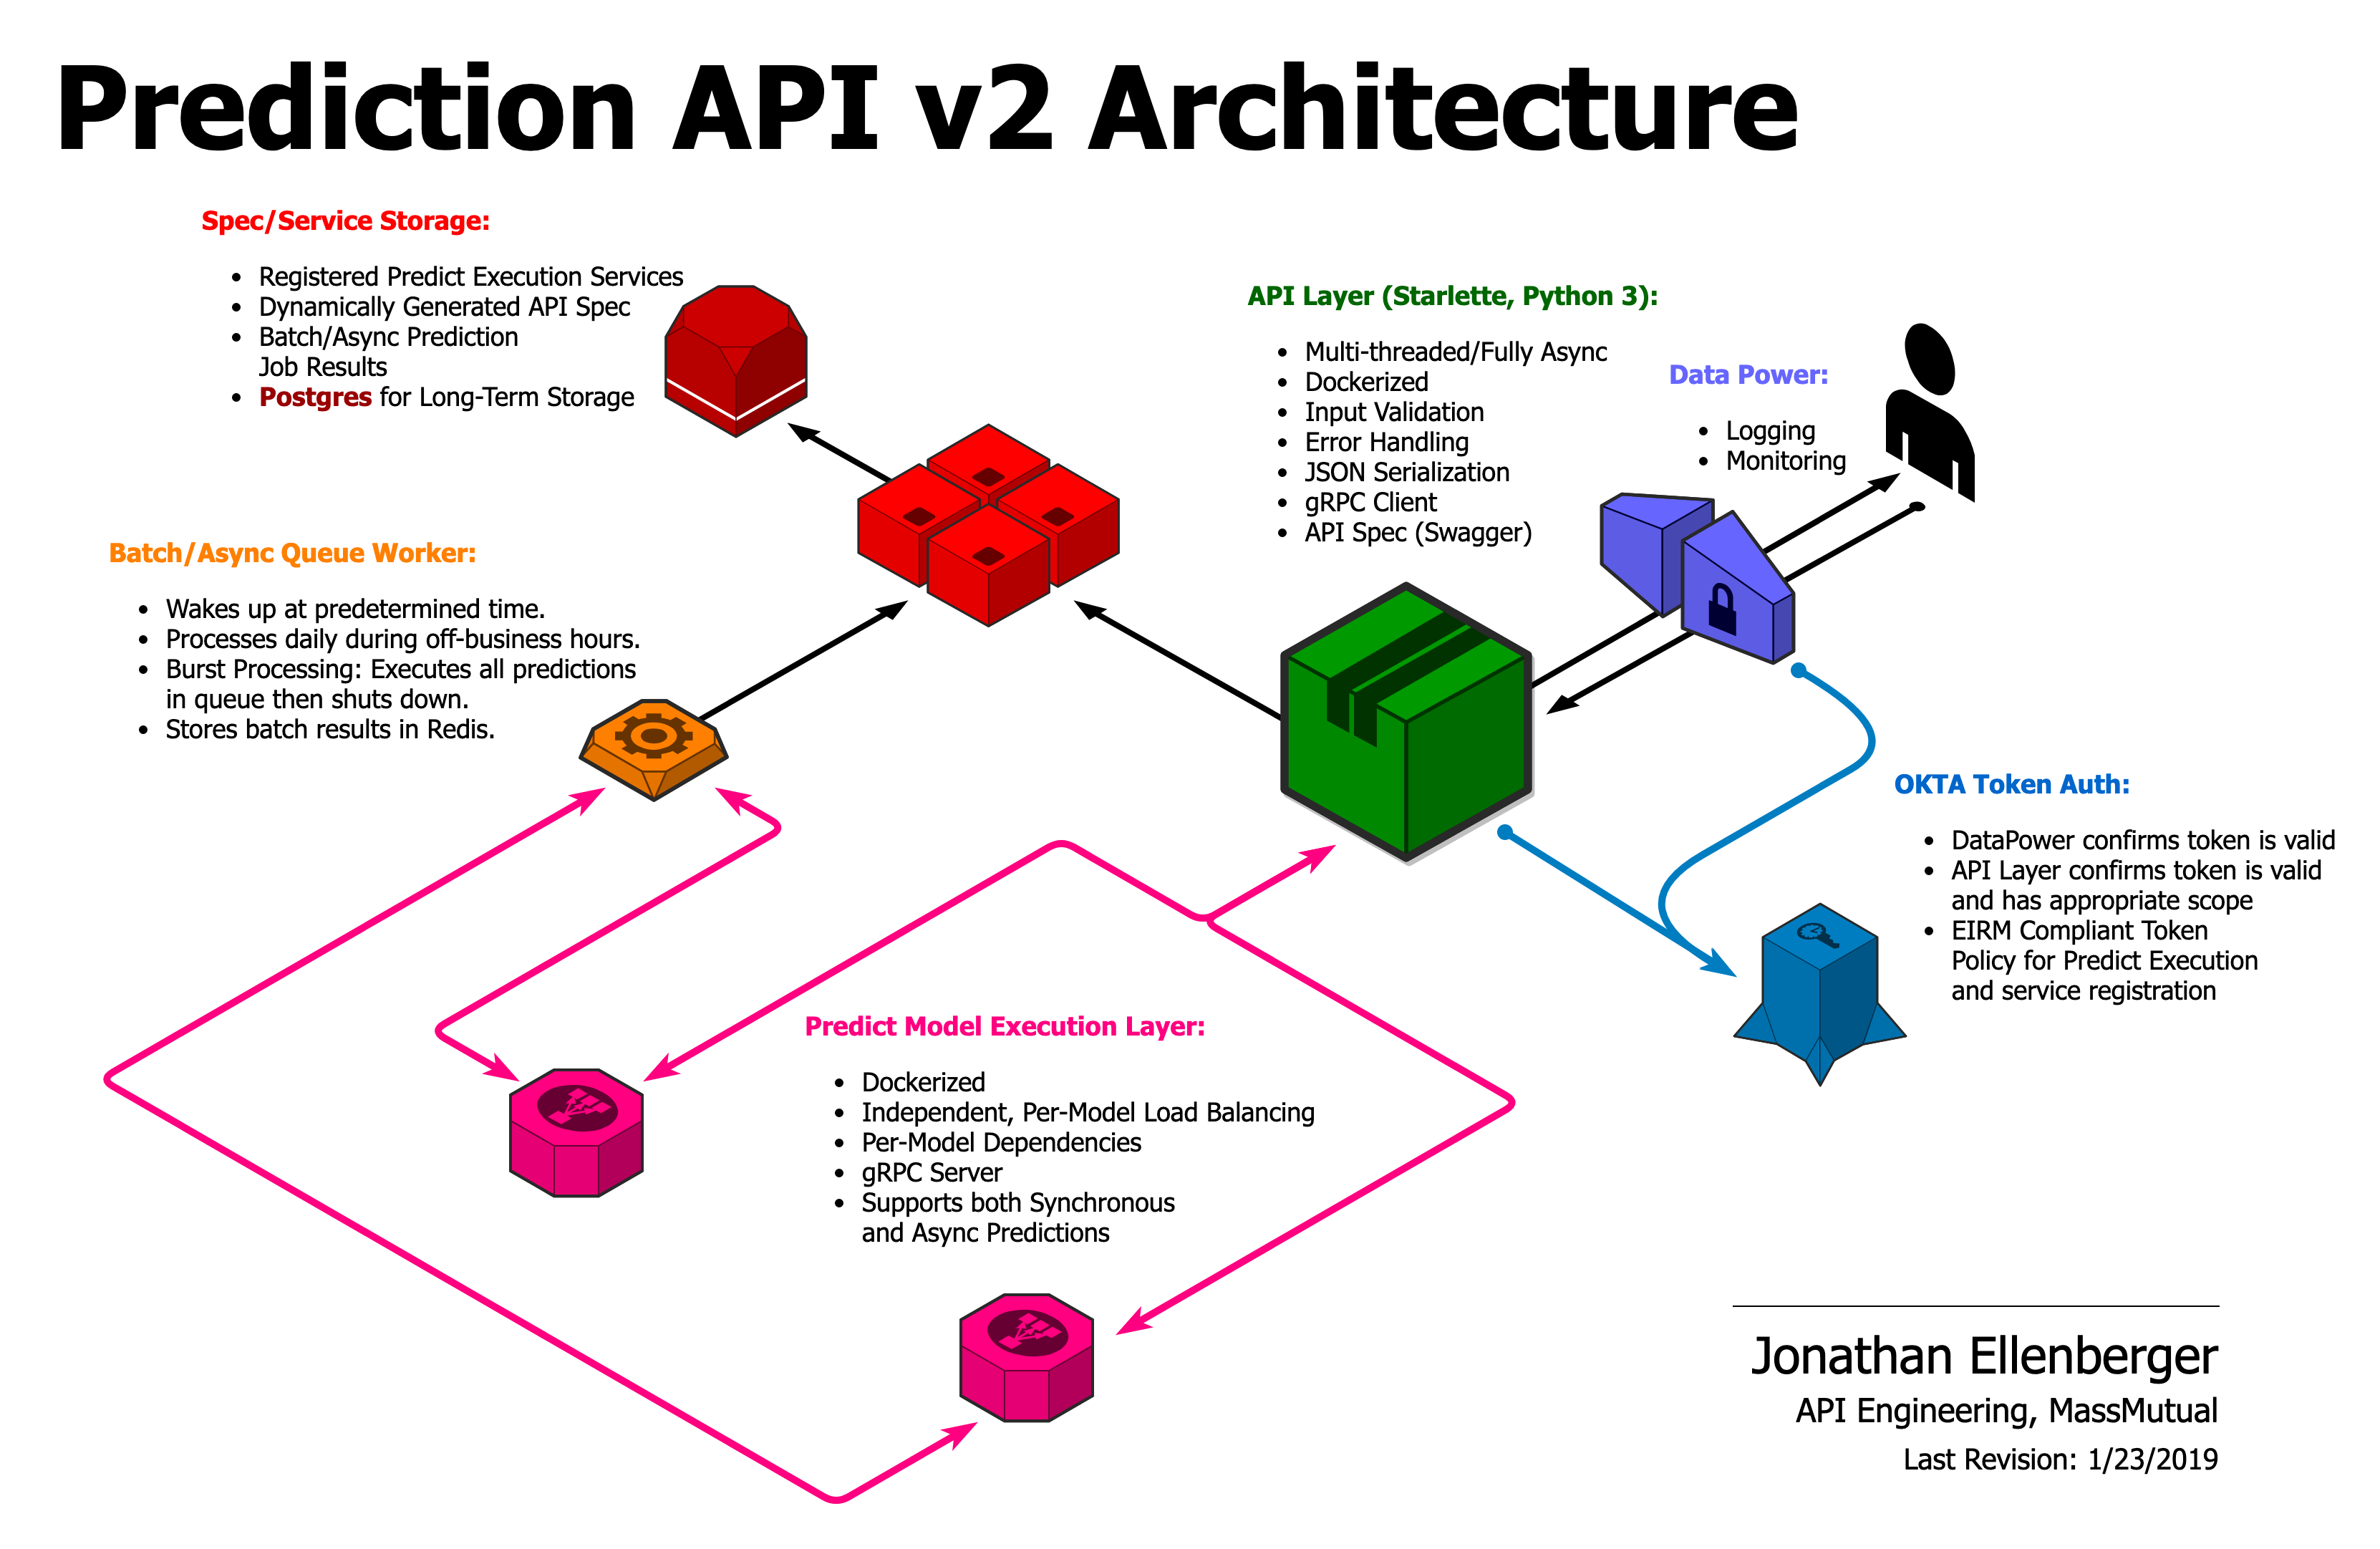 Prediction API v2 Architecture
Spec/Service Storage:
• Registered Predict Execution Services
• Dynamically Generated API Spec
• Batch/Async Prediction
Job Results
• Postgres for Long-Term Storage
API Layer (Starlette, Python 3):
• Multi-threaded/Fully Async
• Dockerized
• Input Validation
• Error Handling
• JSON Serialization
• gRPC Client
• API Spec (Swagger)
Data Power:
• Logging
• Monitoring
Batch/Async Queue Worker:
• Wakes up at predetermined time.
• Processes daily during off-business hours.
• Burst Processing: Executes all predictions
in queue then shuts down.
• Stores batch results in Redis.
OKTA Token Auth:
• DataPower confirms token is valid
• API Layer confirms token is valid
and has appropriate scope
• EIRM Compliant Token
Policy for Predict Execution
and service registration
Predict Model Execution Layer:
• Dockerized
• Independent, Per-Model Load Balancing
• Per-Model Dependencies
• gRPC Server
• Supports both Synchronous
and Async Predictions
Jonathan Ellenberger
API Engineering, MassMutual
Last Revision: 1/23/2019